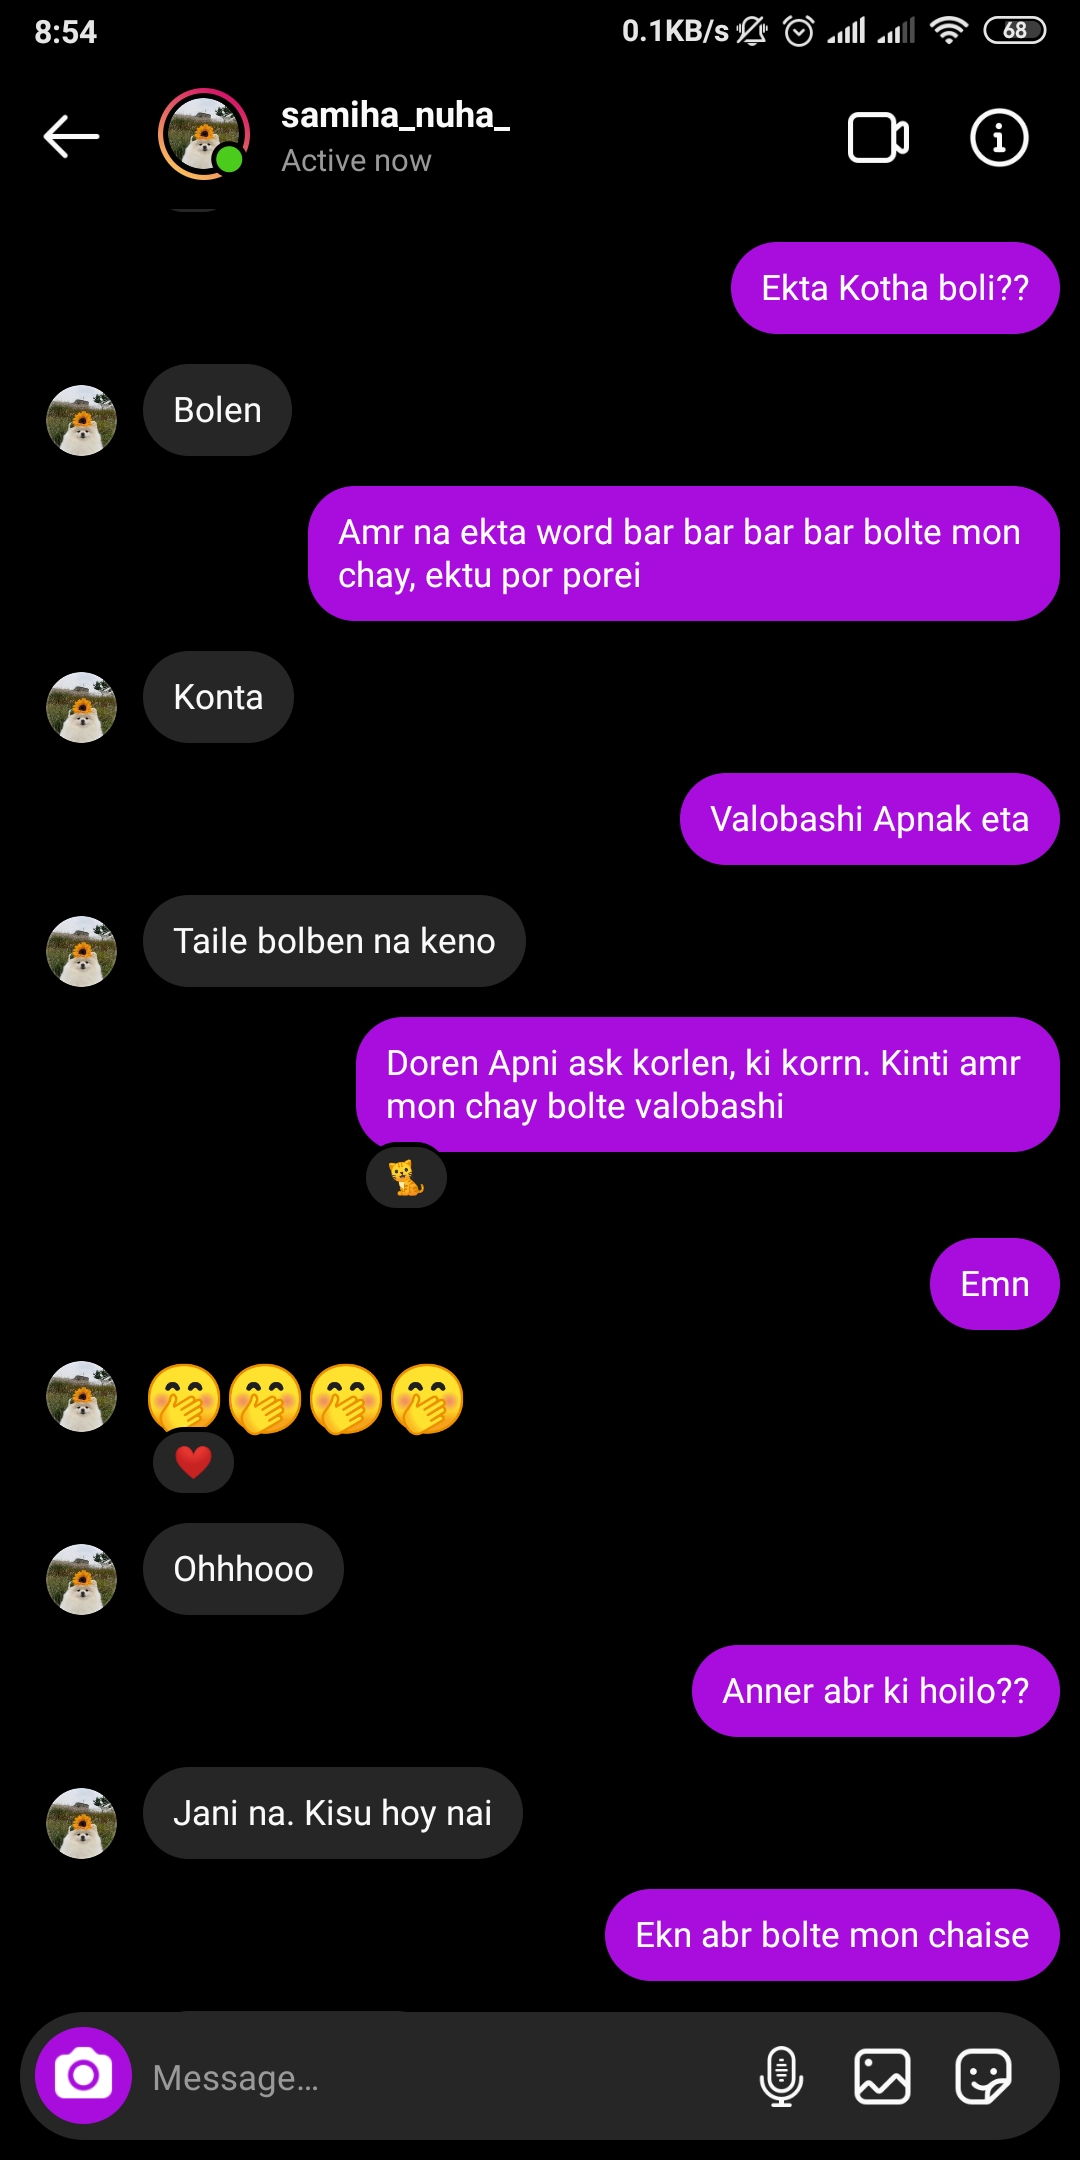 8:54
0.1KB/s
68
samiha_nuha_
Active now
Ekta Kotha boli??
Bolen
Amr na ekta word bar bar bar bar bolte mon
chay, ektu por porei
Konta
Valobashi Apnak eta
Taile bolben na keno
Doren Apni ask korlen, ki korrn. Kinti amr
mon chay bolte valobashi
Emn
Ohhhooo
Anner abr ki hoilo??
Jani na. Kisu hoy nai
Ekn abr bolte mon chaise
Message...